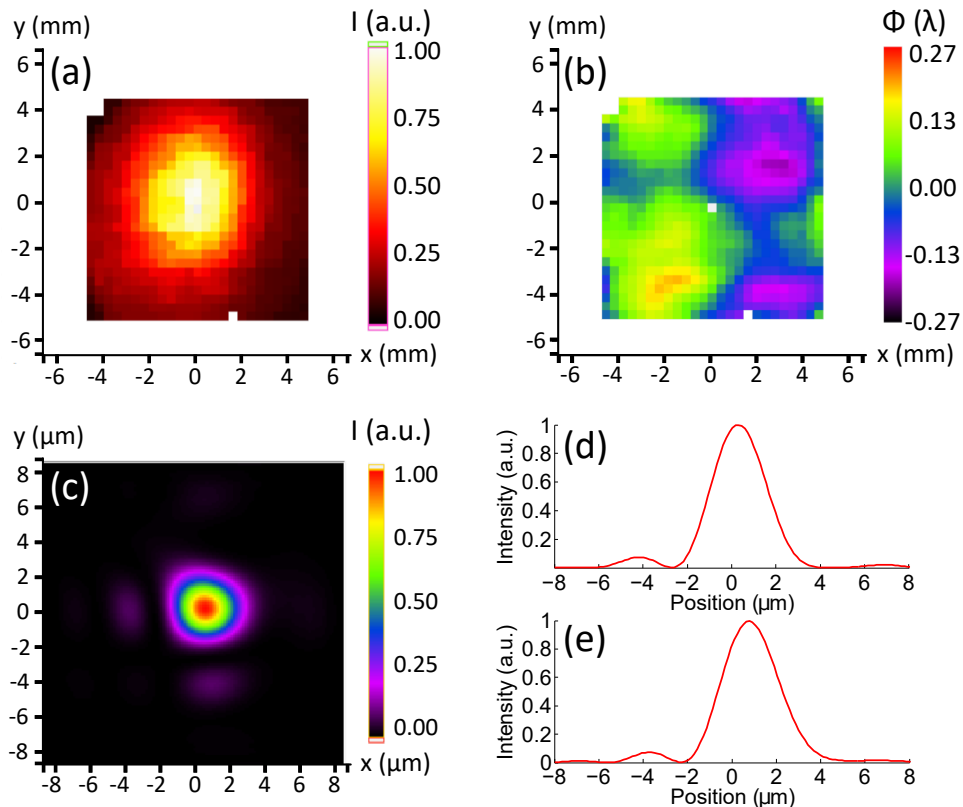 y (mm)
I (a.u.)
(a)
6
4
2
0
-2
-4
-6
1.00
0.75
0.50
0.25
0.00
x (mm)
-6 -4 -2 0 2 4 6
y (mm)
Φ (λ)
(b)
6
4
2
0
-2
-4
-6
0.27
0.13
0.00
-0.13
-0.27
x (mm)
-6 -4 -2 0 2 4 6
y (μm)
I (a.u.)
(c)
8
6
4
2
0
-2
-4
-6
-8
1.00
0.75
0.50
0.25
0.00
x (μm)
-8 -6 -4 -2 0 2 4 6 8
(d)
Intensity (a.u.)
1
0.8
0.6
0.4
0.2
−8 −6 −4 −2 0 2 4 6 8
Position (μm)
(e)
Intensity (a.u.)
1
0.8
0.6
0.4
0.2
0
−8 −6 −4 −2 0 2 4 6 8
Position (μm)